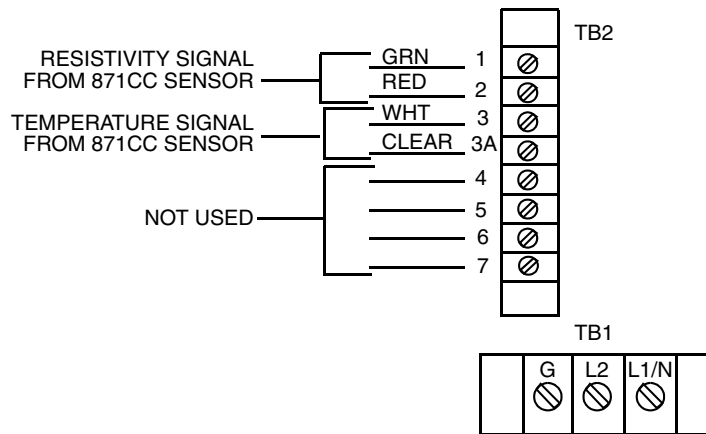 TB2
RESISTIVITY SIGNAL
FROM 871CC SENSOR
GRN 1
RED 2
TEMPERATURE SIGNAL
FROM 871CC SENSOR
WHT 3
CLEAR 3A
4
NOT USED
5
6
7
TB1
G L2 L1/N